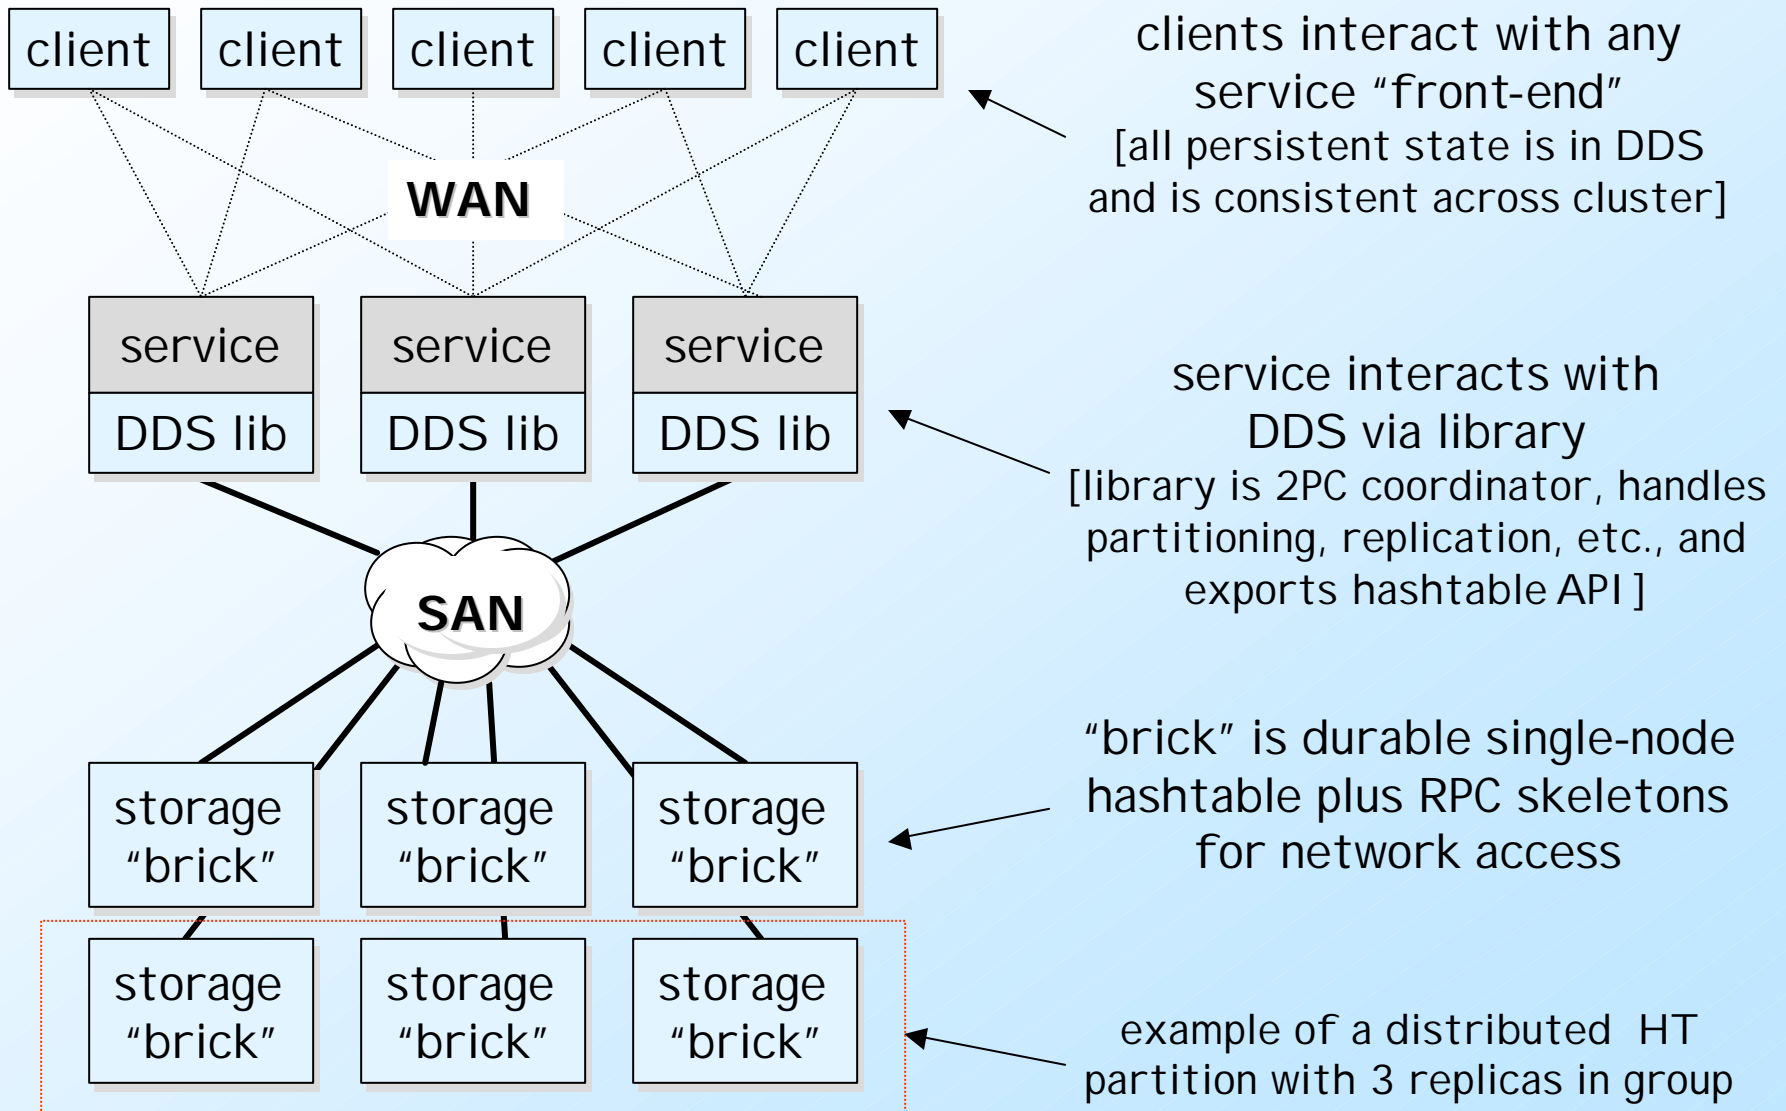 client client client client client
clients interact with any
service “front-end”
[all persistent state is in DDS
and is consistent across cluster]
WAN
service service service
DDS lib DDS lib DDS lib
service interacts with
DDS via library
[library is 2PC coordinator, handles
partitioning, replication, etc., and
exports hashtable API]
SAN
“brick” is durable single-node
hashtable plus RPC skeletons
for network access
storage storage storage
“brick” “brick” “brick”
storage storage storage
“brick” “brick” “brick”
example of a distributed HT
partition with 3 replicas in group